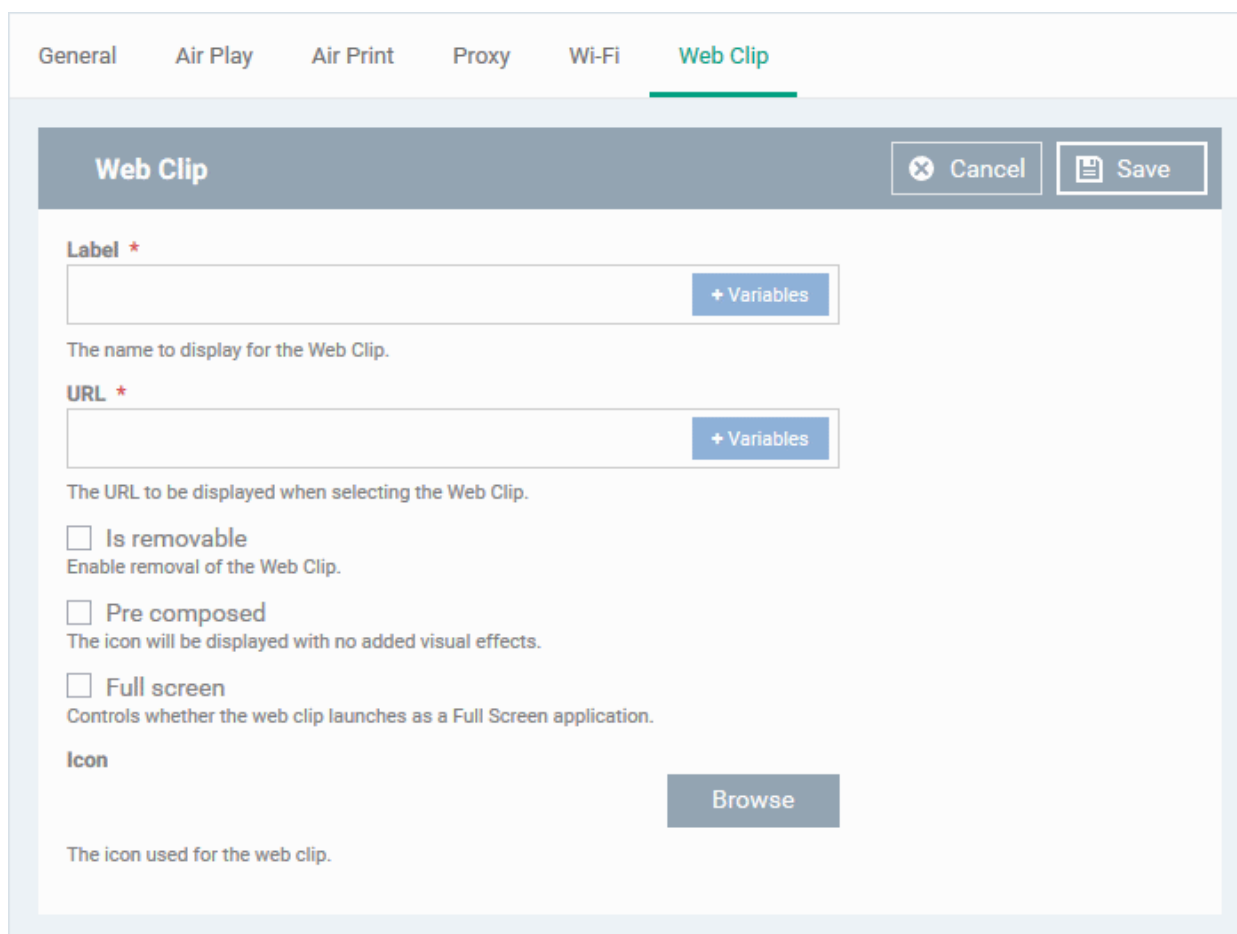 General Air Play Air Print Proxy Wi-Fi Web Clip
Web Clip Cancel Save
Label *
+ Variables
The name to display for the Web Clip.
URL *
+ Variables
The URL to be displayed when selecting the Web Clip.
Is removable
Enable removal of the Web Clip.
Pre composed
The icon will be displayed with no added visual effects.
Full screen
Controls whether the web clip launches as a Full Screen application.
Icon
Browse
The icon used for the web clip.